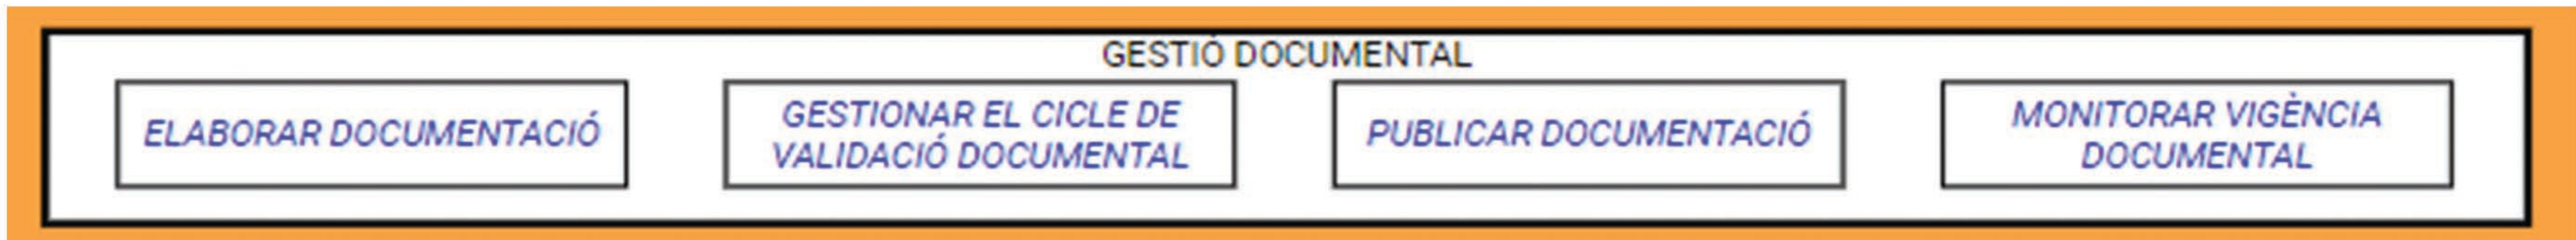 GESTIÓ DOCUMENTAL
ELABORAR DOCUMENTACIÓ
GESTIONAR EL CICLE DE
VALIDACIÓ DOCUMENTAL
PUBLICAR DOCUMENTACIÓ
MONITORAR VIGÈNCIA
DOCUMENTAL